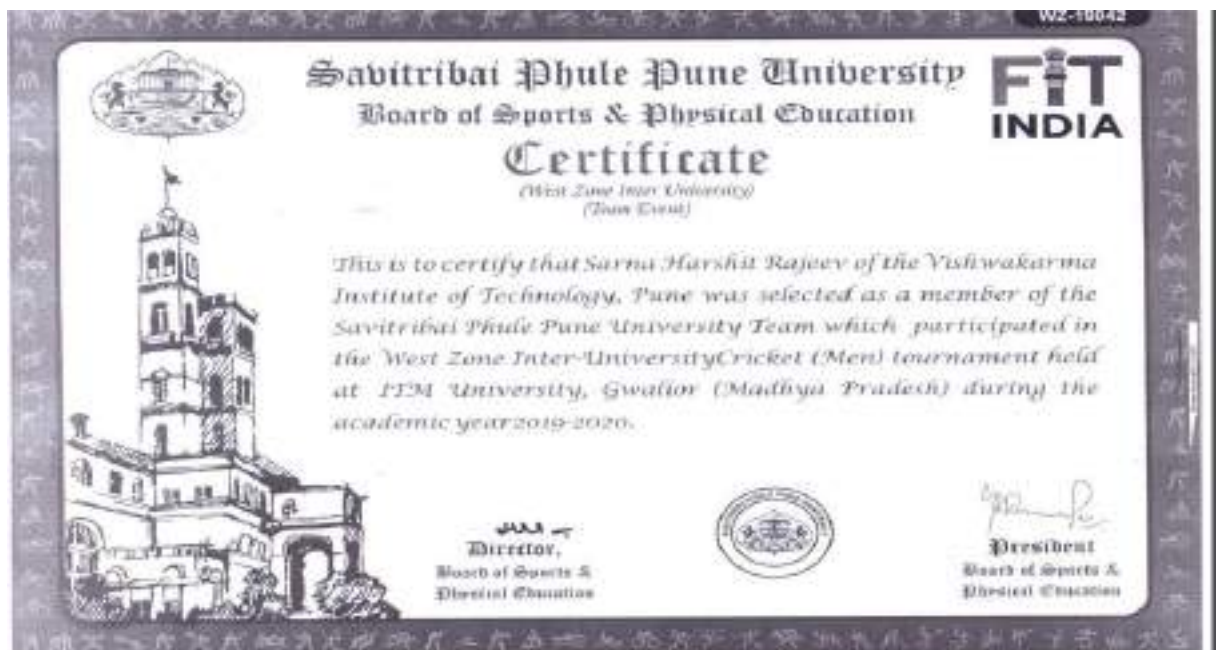 WZ-10042
Savitribai Phule Pune University
Board of Sports & Physical Education
FIT
INDIA
Certificate
(West Zone Inter University)
(Team Event)
This is to certify that Sarna Harshit Rajeev of the Vishwakarma
Institute of Technology, Pune was selected as a member of the
Savitribai Phule Pune University Team which participated in
the West Zone Inter-UniversityCricket (Men) tournament held
at ITM University, Gwalior (Madhya Pradesh) during the
academic year 2019-2020.
Director,
Board of Sports &
Physical Education
President
Board of Sports &
Physical Education